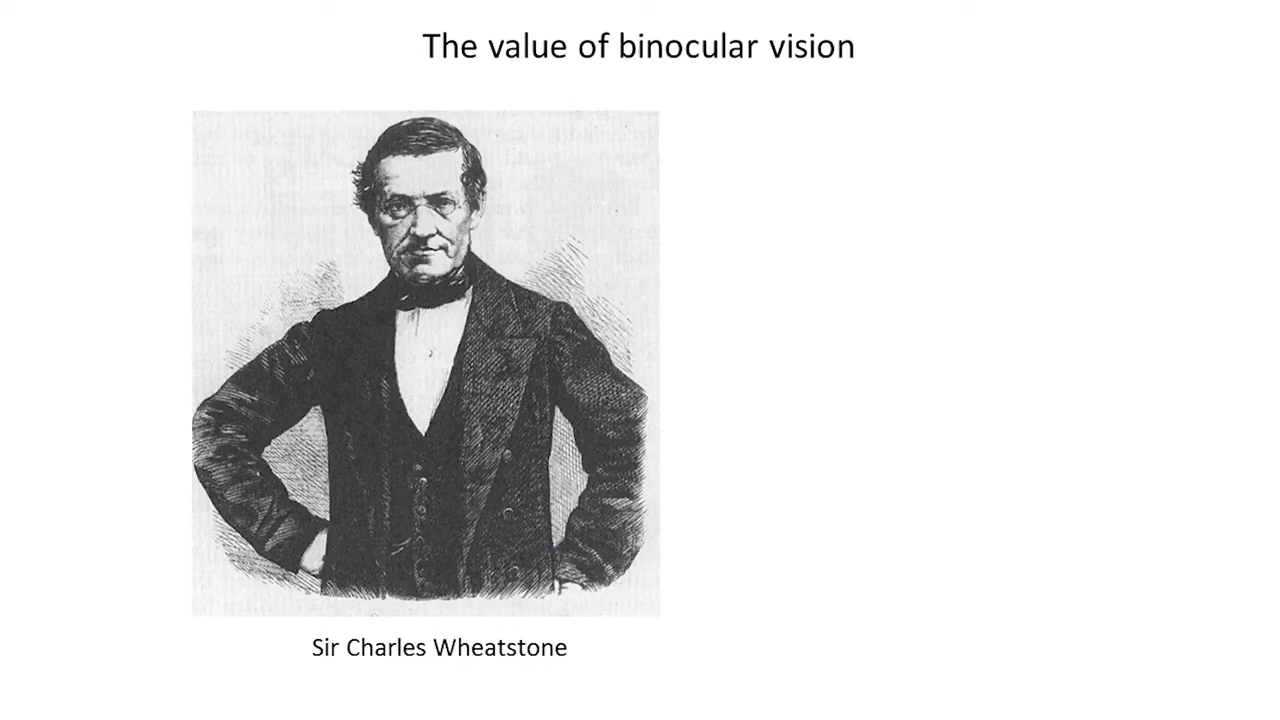 The value of binocular vision
Sir Charles Wheatstone